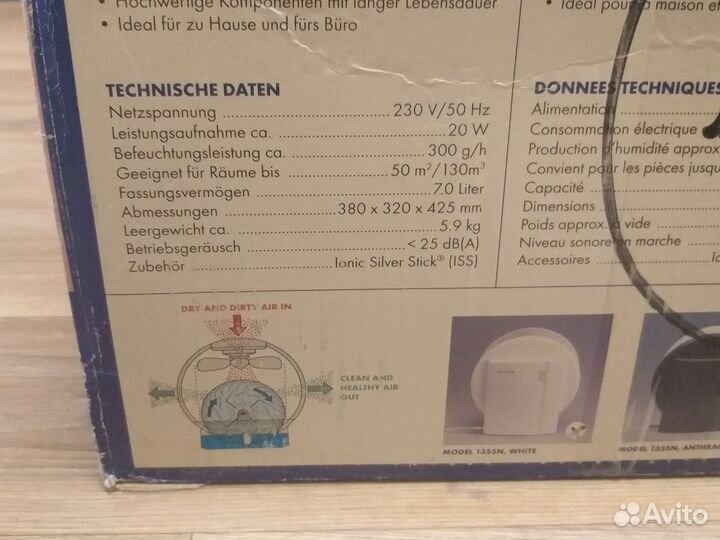 • Hochwertige Komponenten mit langer Lebensdauer
• Ideal für zu Hause und fürs Büro
TECHNISCHE DATEN
Netzspannung 230 V/50 Hz
Leistungsaufnahme ca. 20 W
Befeuchtungsleistung ca. 300 g/h
Geeignet für Räume bis 50 m²/130m³
Fassungsvermögen 7.0 Liter
Abmessungen 380 x 320 x 425 mm
Leergewicht ca. 5.9 kg
Betriebsgeräusch < 25 dB(A)
Zubehör Ionic Silver Stick® (ISS)
• Ideal pour la maison et
DONNEES TECHNIQUES
Alimentation
Consommation électrique
Production d'humidité approx
Convient pour les pièces jusqu
Capacité
Dimensions
Poids approx. à vide
Niveau sonore en marche
Accessoires
DRY AND DIRTY AIR IN
CLEAN AND
HEALTHY AIR
OUT
MODEL 1355N, WHITE
MODEL 1355N, ANTHRAC
Avito